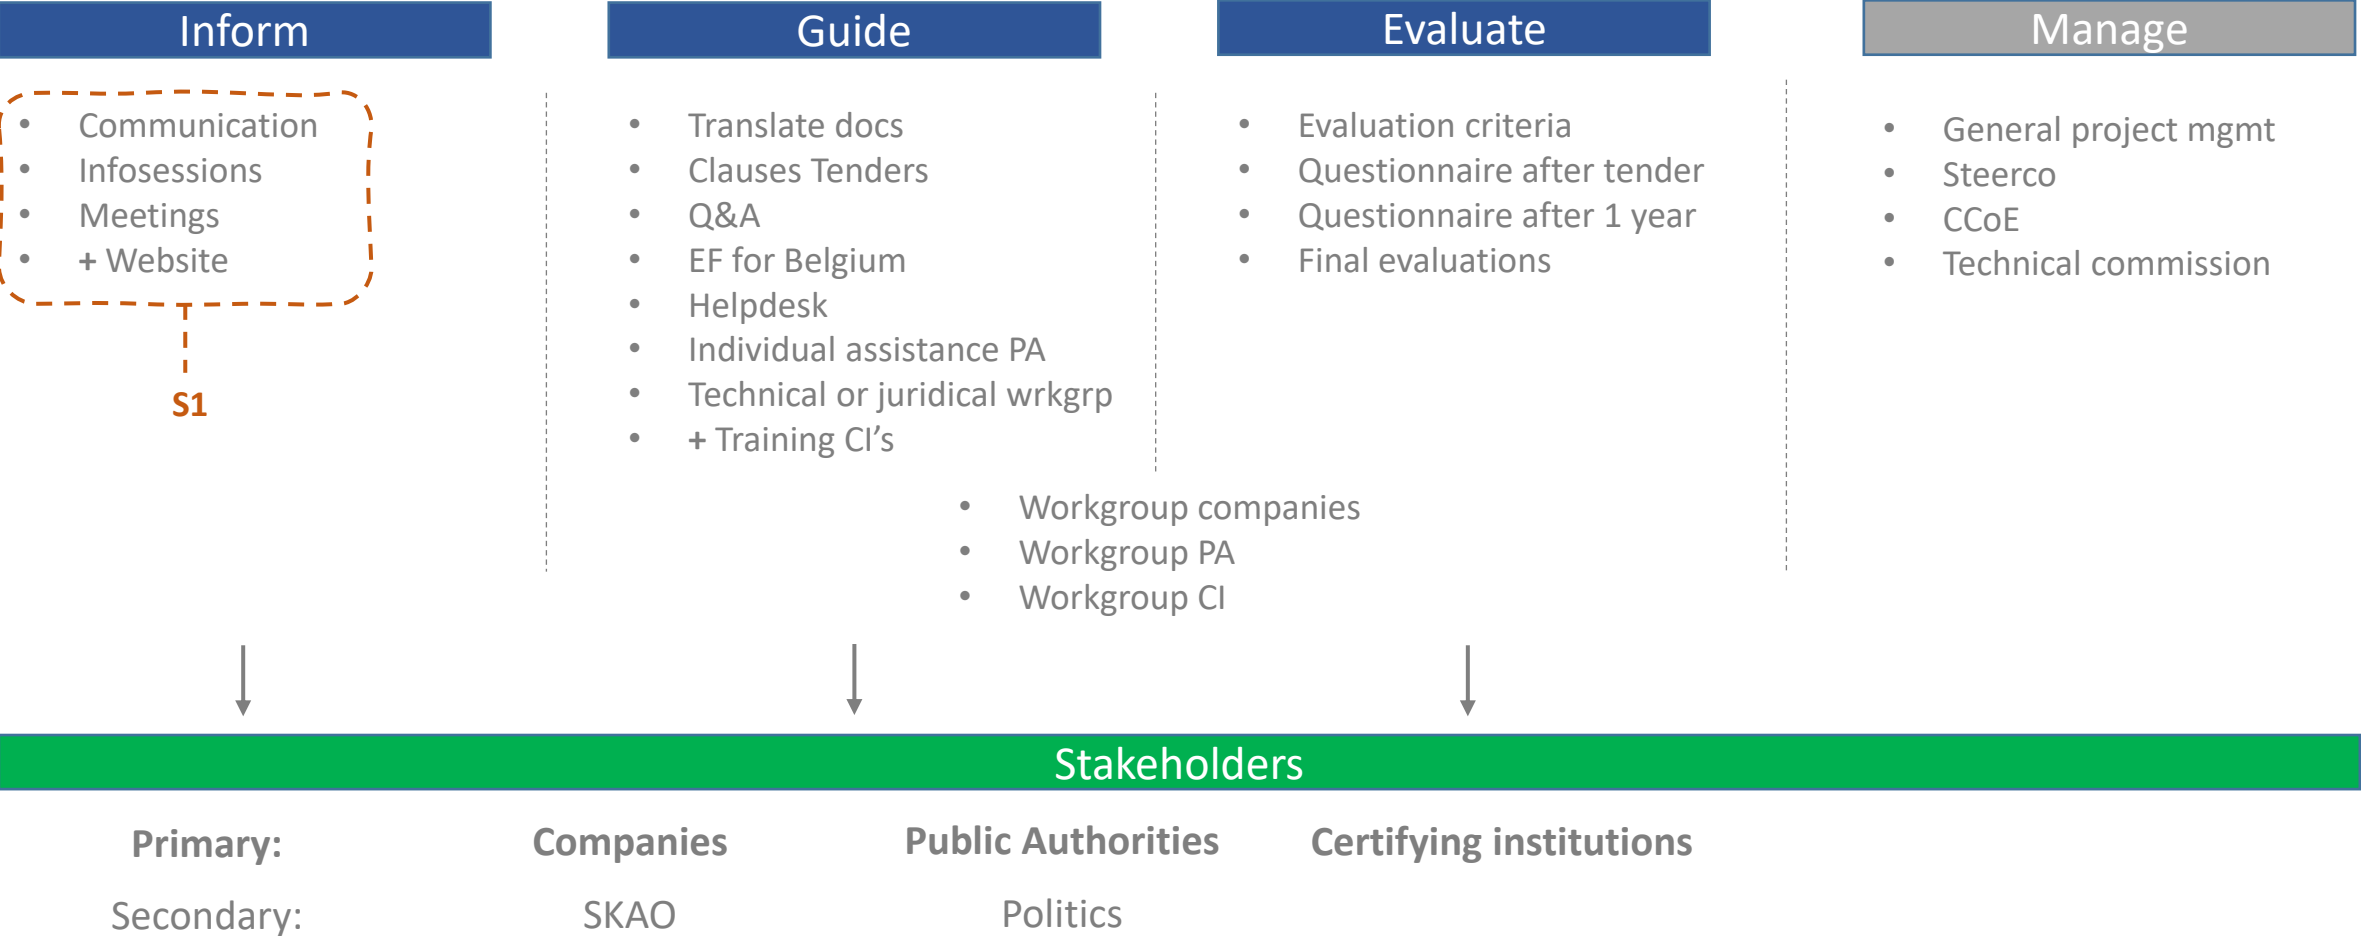 Inform
Guide
Evaluate
Manage
• Communication
• Infosessions
• Meetings
• + Website
S1
• Translate docs
• Clauses Tenders
• Q&A
• EF for Belgium
• Helpdesk
• Individual assistance PA
• Technical or juridical wrkgrp
• + Training CI's
• Evaluation criteria
• Questionnaire after tender
• Questionnaire after 1 year
• Final evaluations
• General project mgmt
• Steerco
• CCoE
• Technical commission
• Workgroup companies
• Workgroup PA
• Workgroup CI
Stakeholders
Primary: Companies Public Authorities Certifying institutions
Secondary: SKAO Politics